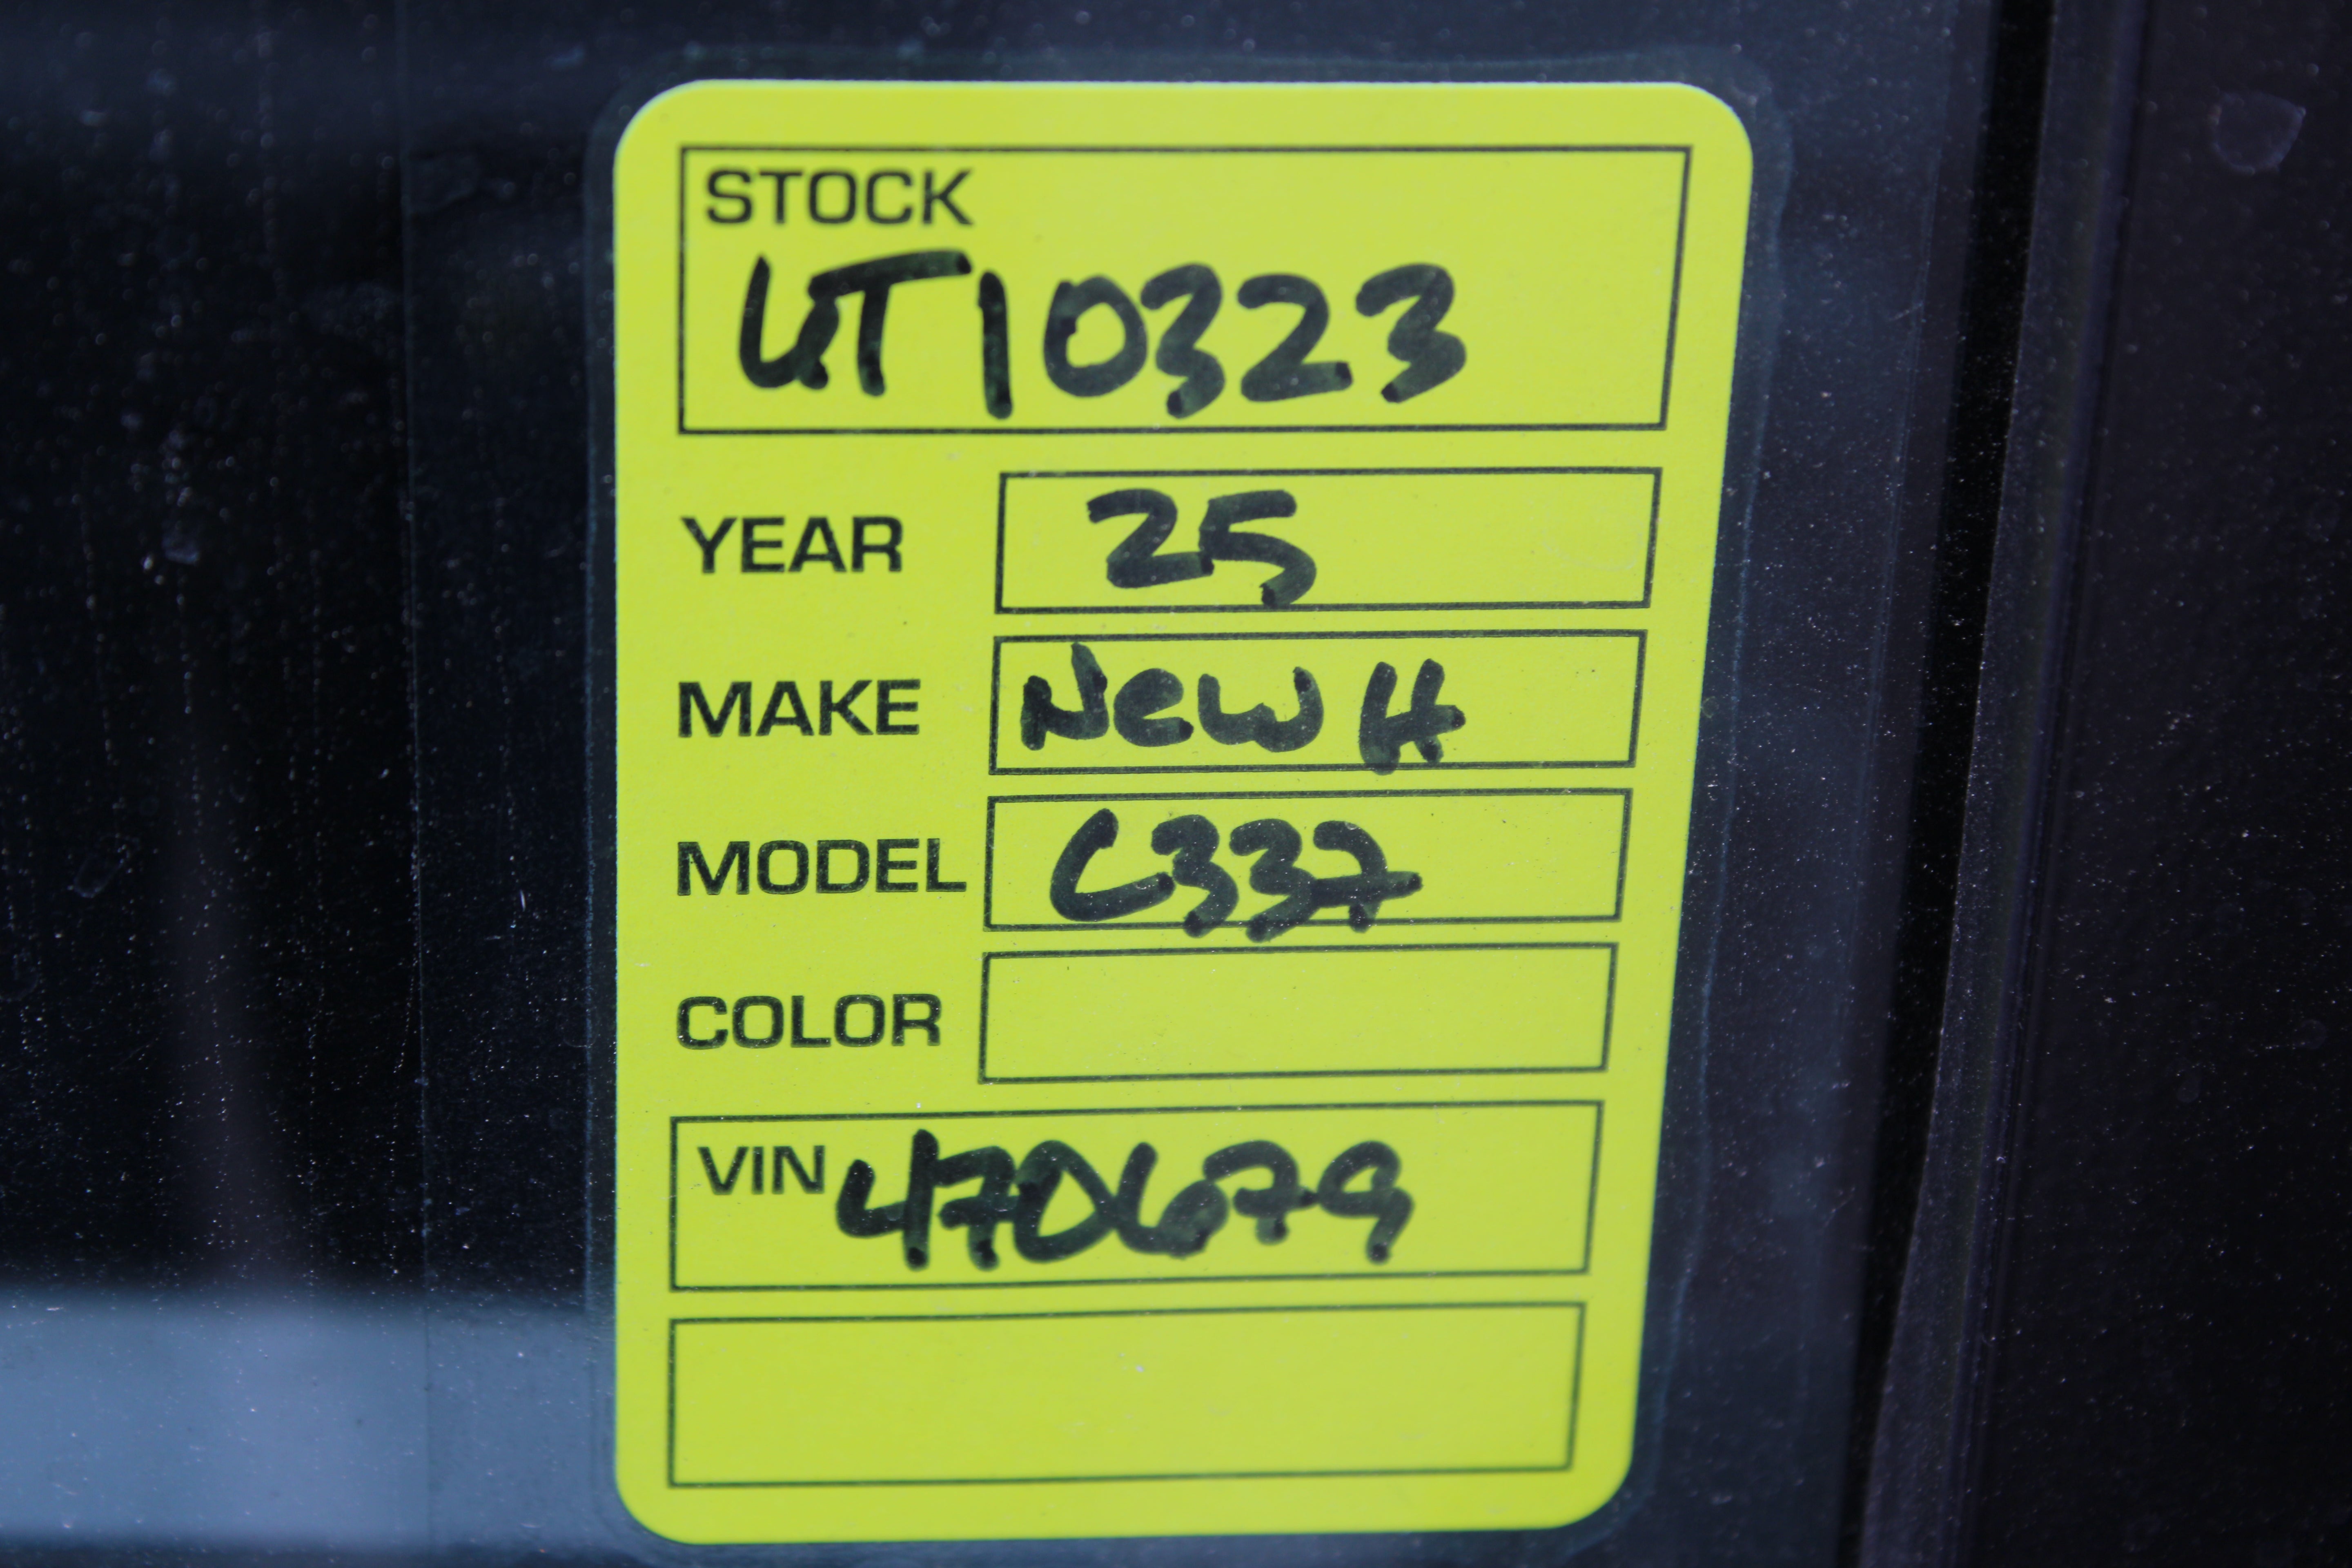 STOCK
UT10323
YEAR 25
MAKE New H
MODEL C337
COLOR
VIN 470679